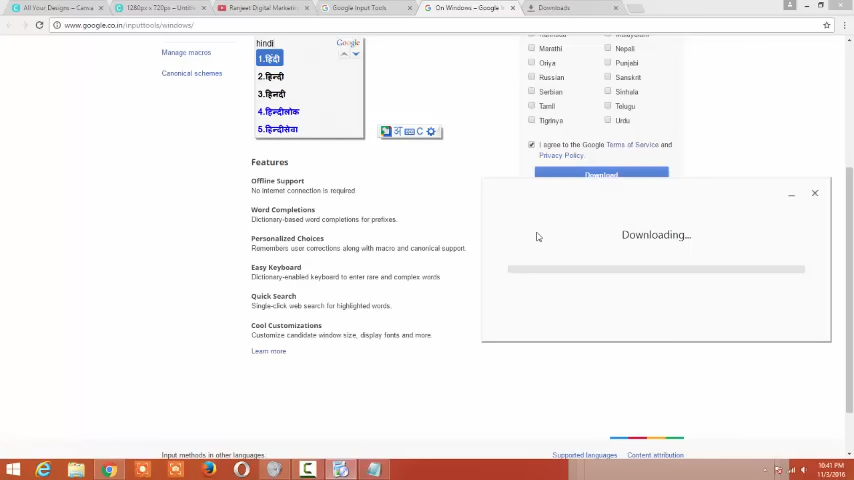 All Your Designs – Canva
1280px × 720px – Untitl
Ranjeet Digital Marketing
Google Input Tools
On Windows – Google I
Downloads
www.google.co.in/inputtools/windows/
Manage macros
Canonical schemes
hindi
Google
1.हिंदी
2.हिन्दी
3.हिनदी
4.हिन्दीलोक
5.हिन्दीसेवा
अ
Features
Offline Support
No internet connection is required
Word Completions
Dictionary-based word completions for prefixes.
Personalized Choices
Remembers user corrections along with macro and canonical support.
Easy Keyboard
Dictionary-enabled keyboard to enter rare and complex words
Quick Search
Single-click web search for highlighted words.
Cool Customizations
Customize candidate window size, display fonts and more.
Learn more
Marathi Nepali
Oriya Punjabi
Russian Sanskrit
Serbian Sinhala
Tamil Telugu
Tigrinya Urdu
I agree to the Google Terms of Service and
Privacy Policy.
Download
Downloading...
Input methods in other languages.
Supported languages Content attribution
10:41 PM
11/3/2016